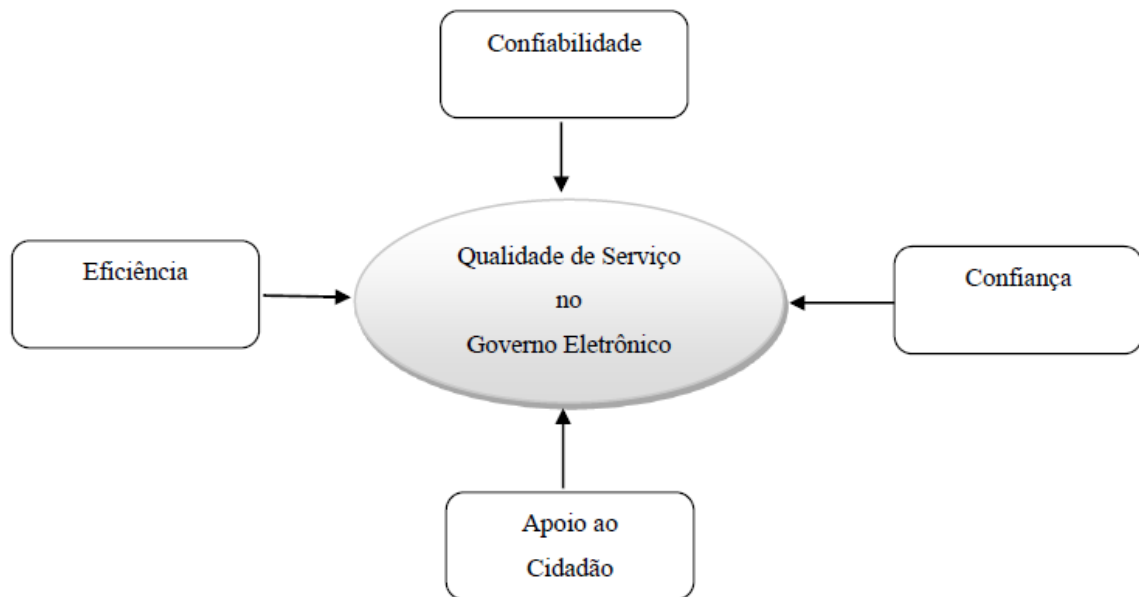 Confiabilidade
Eficiência
Qualidade de Serviço
no
Governo Eletrônico
Confiança
Apoio ao
Cidadão